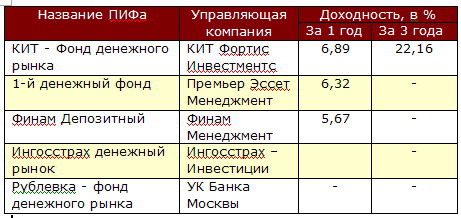 Название ПИФа Управляющая компания Доходность, в %
За 1 год За 3 года
КИТ - Фонд денежного рынка КИТ Фортис Инвестментс 6,89 22,16
1-й денежный фонд Премьер Эссет Менеджмент 6,32 -
Финам Депозитный Финам Менеджмент 5,67 -
Ингосстрах денежный рынок Ингосстрах – Инвестиции - -
Рублевка - фонд денежного рынка УК Банка Москвы - -